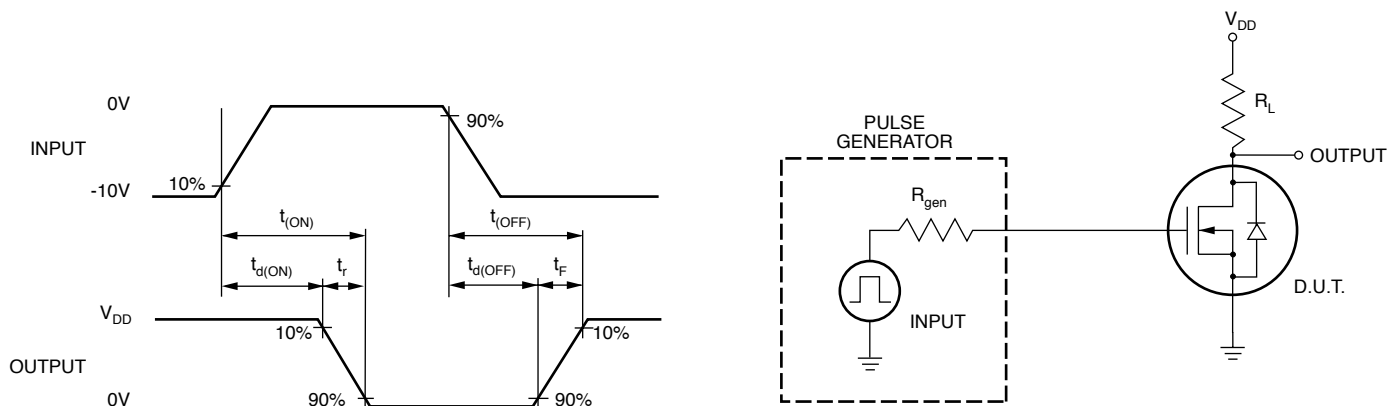 0V
INPUT
-10V
10%
90%
t(ON)
t(OFF)
td(ON)
tr
td(OFF)
tF
VDD
OUTPUT
0V
10%
90%
90%
10%
PULSE
GENERATOR
Rgen
INPUT
VDD
RL
OUTPUT
D.U.T.